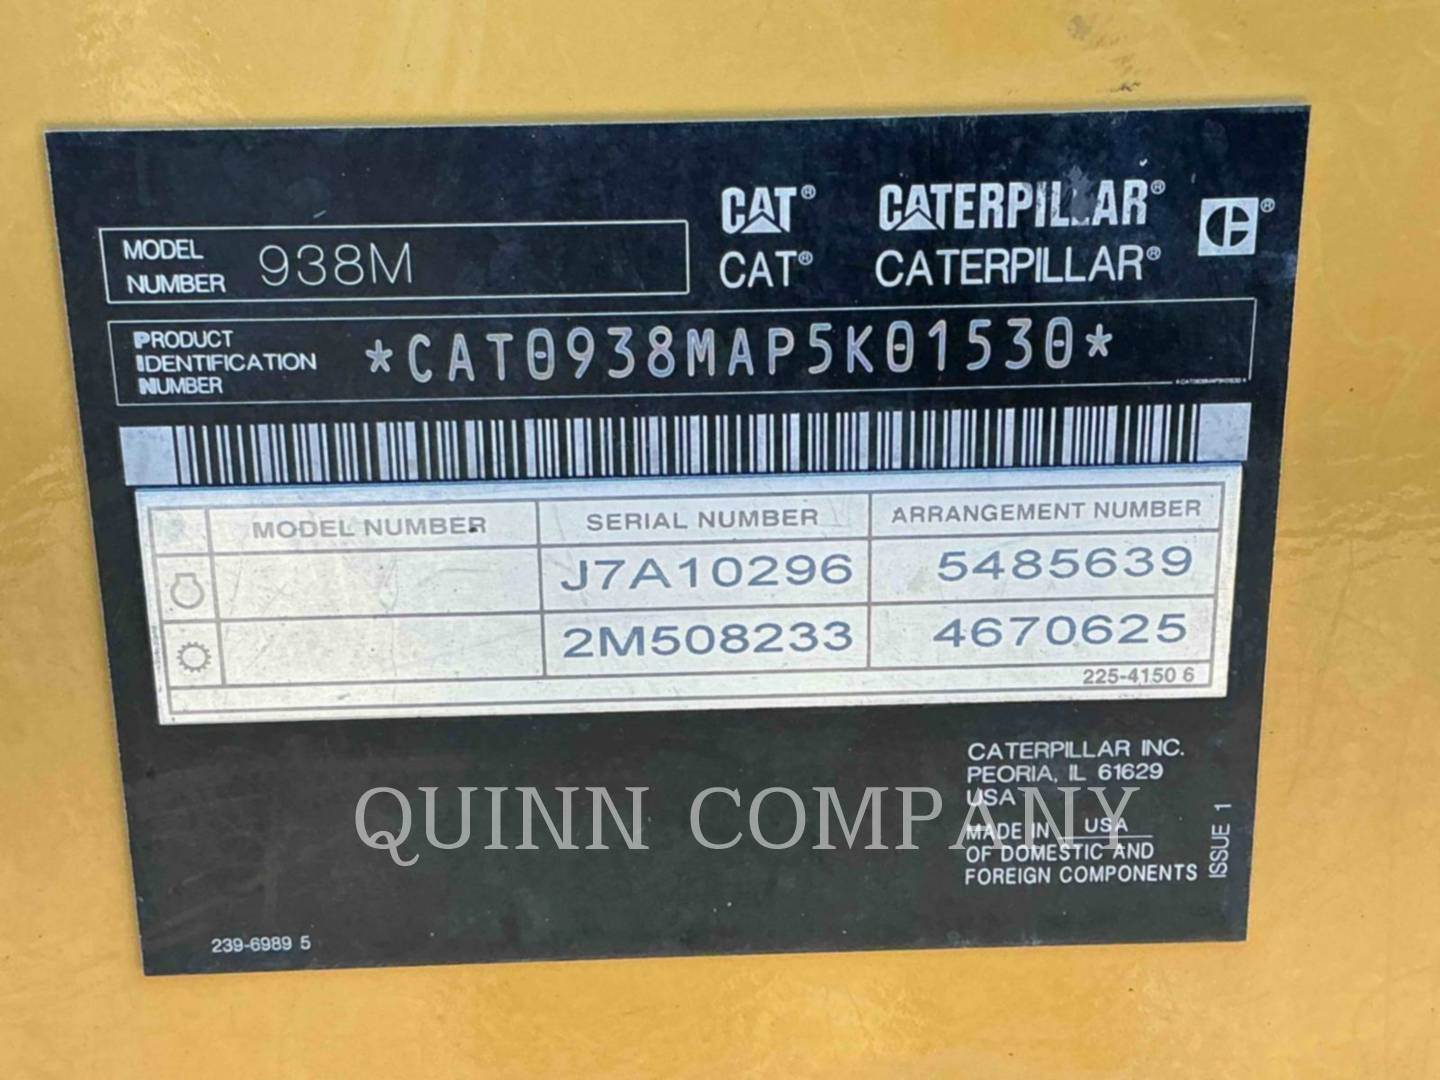 CAT® CATERPILLAR®
MODEL NUMBER 938M
CAT® CATERPILLAR®
PRODUCT IDENTIFICATION NUMBER *CAT0938MAP5K01530*
*CAT0938MAP5K01530*
MODEL NUMBER SERIAL NUMBER ARRANGEMENT NUMBER
J7A10296 5485639
2M508233 4670625
225-4150 6
CATERPILLAR INC.
PEORIA, IL 61629
USA
QUINN COMPANY
MADE IN USA
OF DOMESTIC AND
FOREIGN COMPONENTS
ISSUE 1
239-6989 5